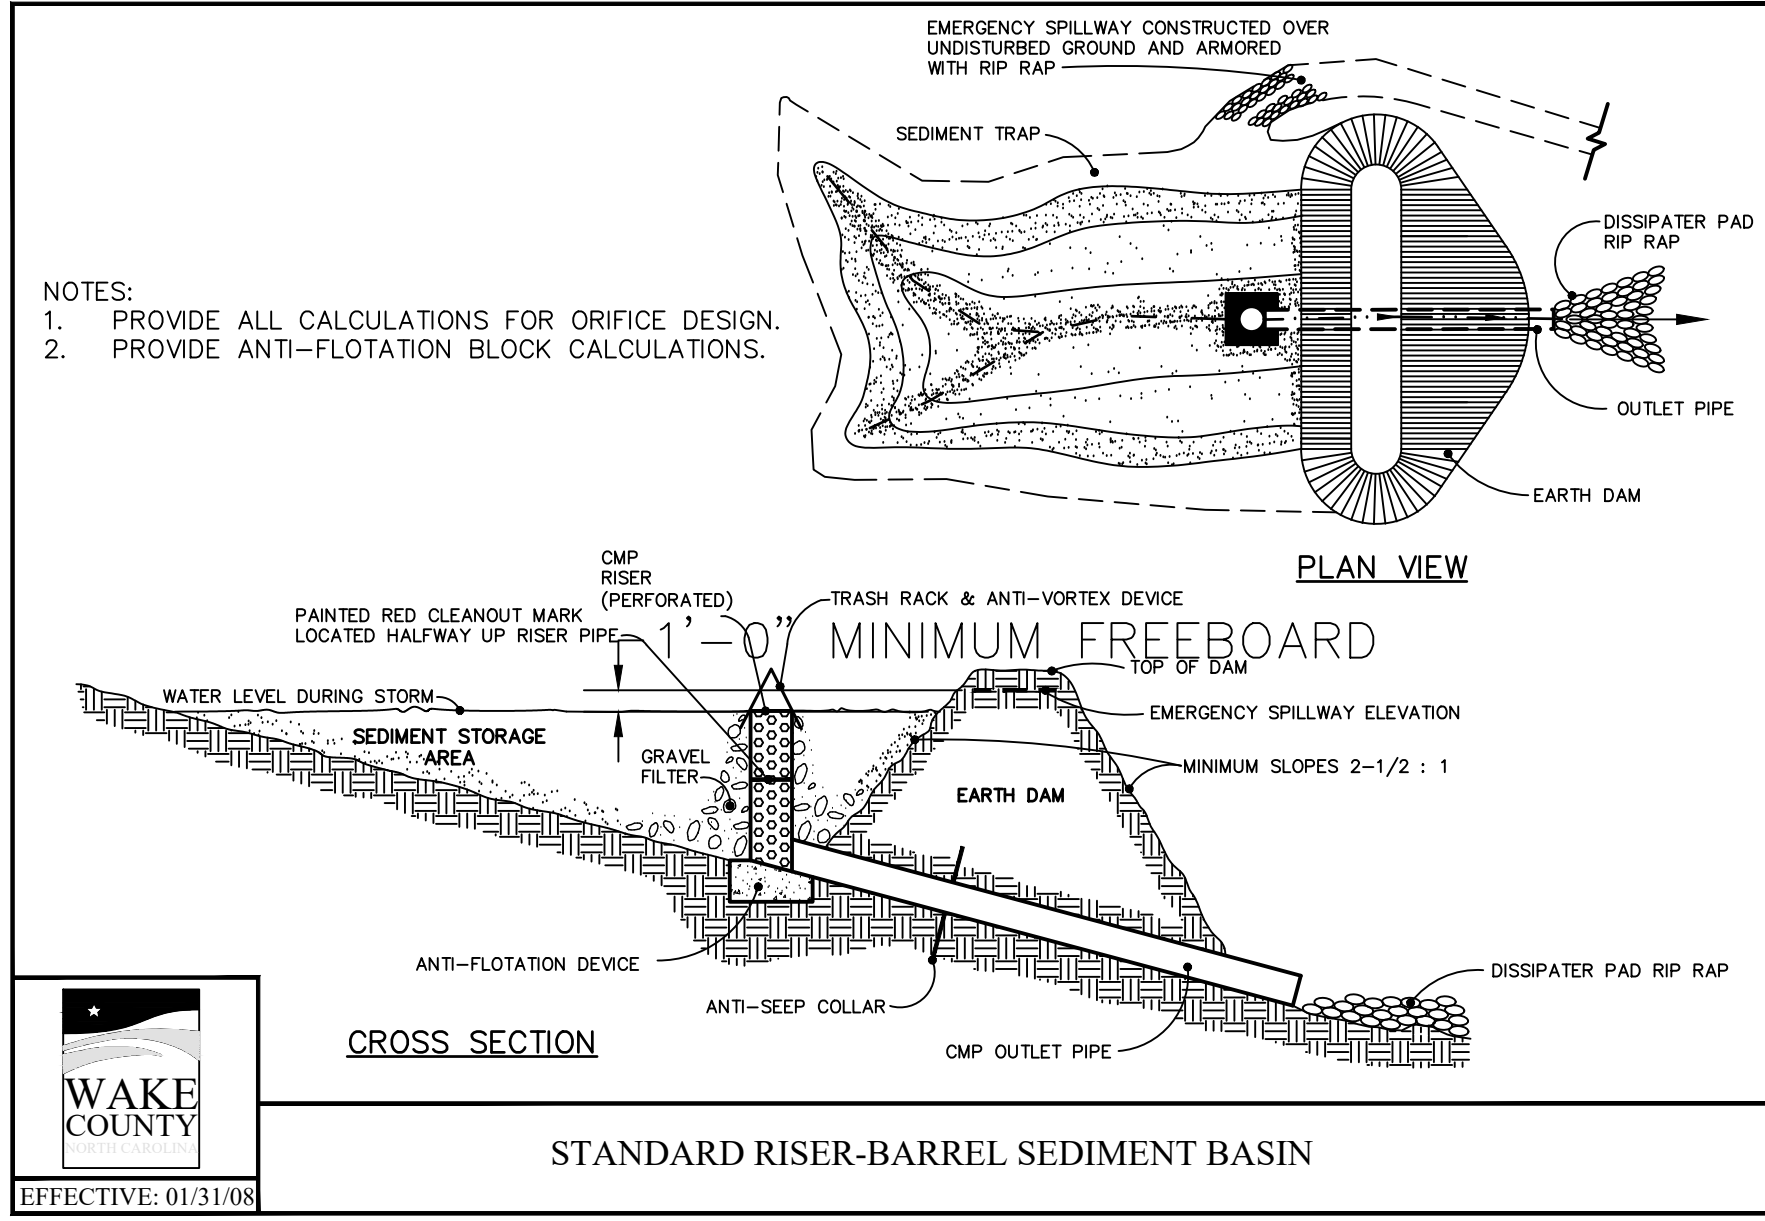 EMERGENCY SPILLWAY CONSTRUCTED OVER
UNDISTURBED GROUND AND ARMORED
WITH RIP RAP
SEDIMENT TRAP
DISSIPATER PAD
RIP RAP
NOTES:
1. PROVIDE ALL CALCULATIONS FOR ORIFICE DESIGN.
2. PROVIDE ANTI-FLOTATION BLOCK CALCULATIONS.
OUTLET PIPE
EARTH DAM
PLAN VIEW
CMP
RISER
(PERFORATED)
TRASH RACK & ANTI-VORTEX DEVICE
PAINTED RED CLEANOUT MARK
LOCATED HALFWAY UP RISER PIPE
1'-0" MINIMUM FREEBOARD
TOP OF DAM
WATER LEVEL DURING STORM
EMERGENCY SPILLWAY ELEVATION
SEDIMENT STORAGE
AREA
GRAVEL
FILTER
MINIMUM SLOPES 2-1/2 : 1
EARTH DAM
ANTI-FLOTATION DEVICE
DISSIPATER PAD RIP RAP
ANTI-SEEP COLLAR
CMP OUTLET PIPE
CROSS SECTION
WAKE
COUNTY
NORTH CAROLINA
STANDARD RISER-BARREL SEDIMENT BASIN
EFFECTIVE: 01/31/08